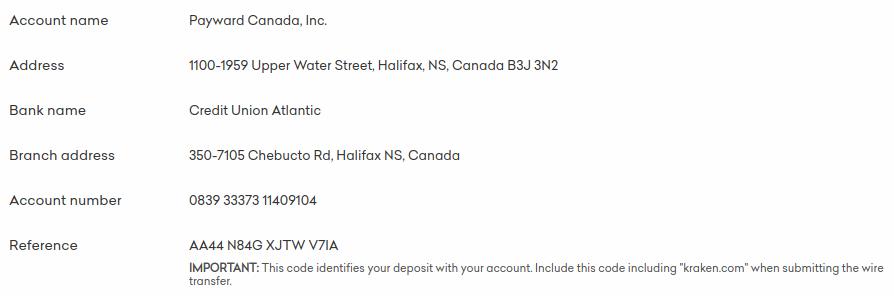 Account name Payward Canada, Inc.
Address 1100-1959 Upper Water Street, Halifax, NS, Canada B3J 3N2
Bank name Credit Union Atlantic
Branch address 350-7105 Chebucto Rd, Halifax NS, Canada
Account number 0839 33373 11409104
Reference AA44 N84G XJTW V7IA
IMPORTANT: This code identifies your deposit with your account. Include this code including "kraken.com" when submitting the wire
transfer.